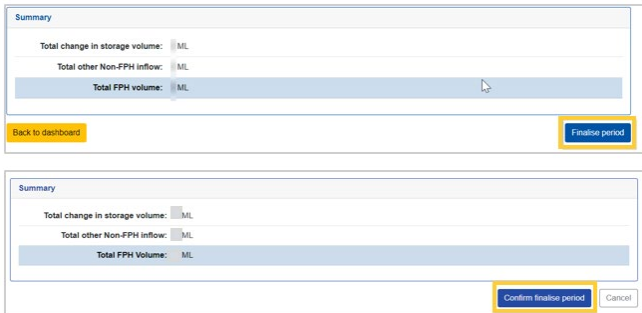 Summary
Total change in storage volume: ML
Total other Non-FPH inflow: ML
Total FPH volume: ML
Back to dashboard
Finalise period
Summary
Total change in storage volume: ML
Total other Non-FPH inflow: ML
Total FPH Volume: ML
Confirm finalise period
Cancel